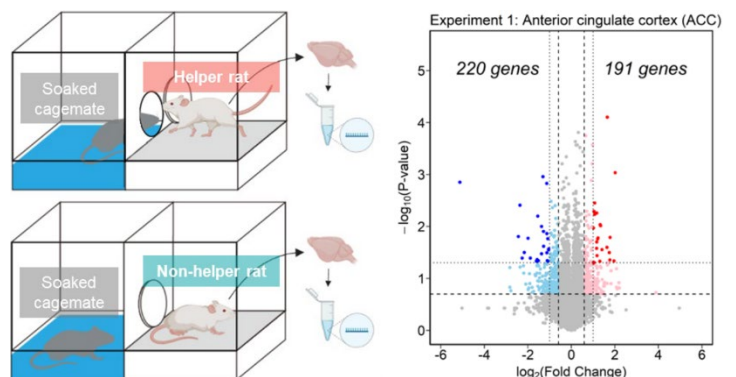 Soaked
cagemate
Helper rat
Soaked
cagemate
Non-helper rat
Experiment 1: Anterior cingulate cortex (ACC)
220 genes
191 genes
−log10(P-value)
5
4
3
2
1
0
-6
-4
-2
0
2
4
6
log2(Fold Change)